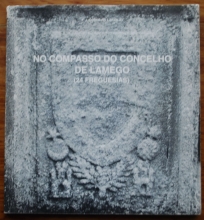 NO COMPASSO DO CONCELHO
DE LAMEGO
(24 FREGUESIAS)